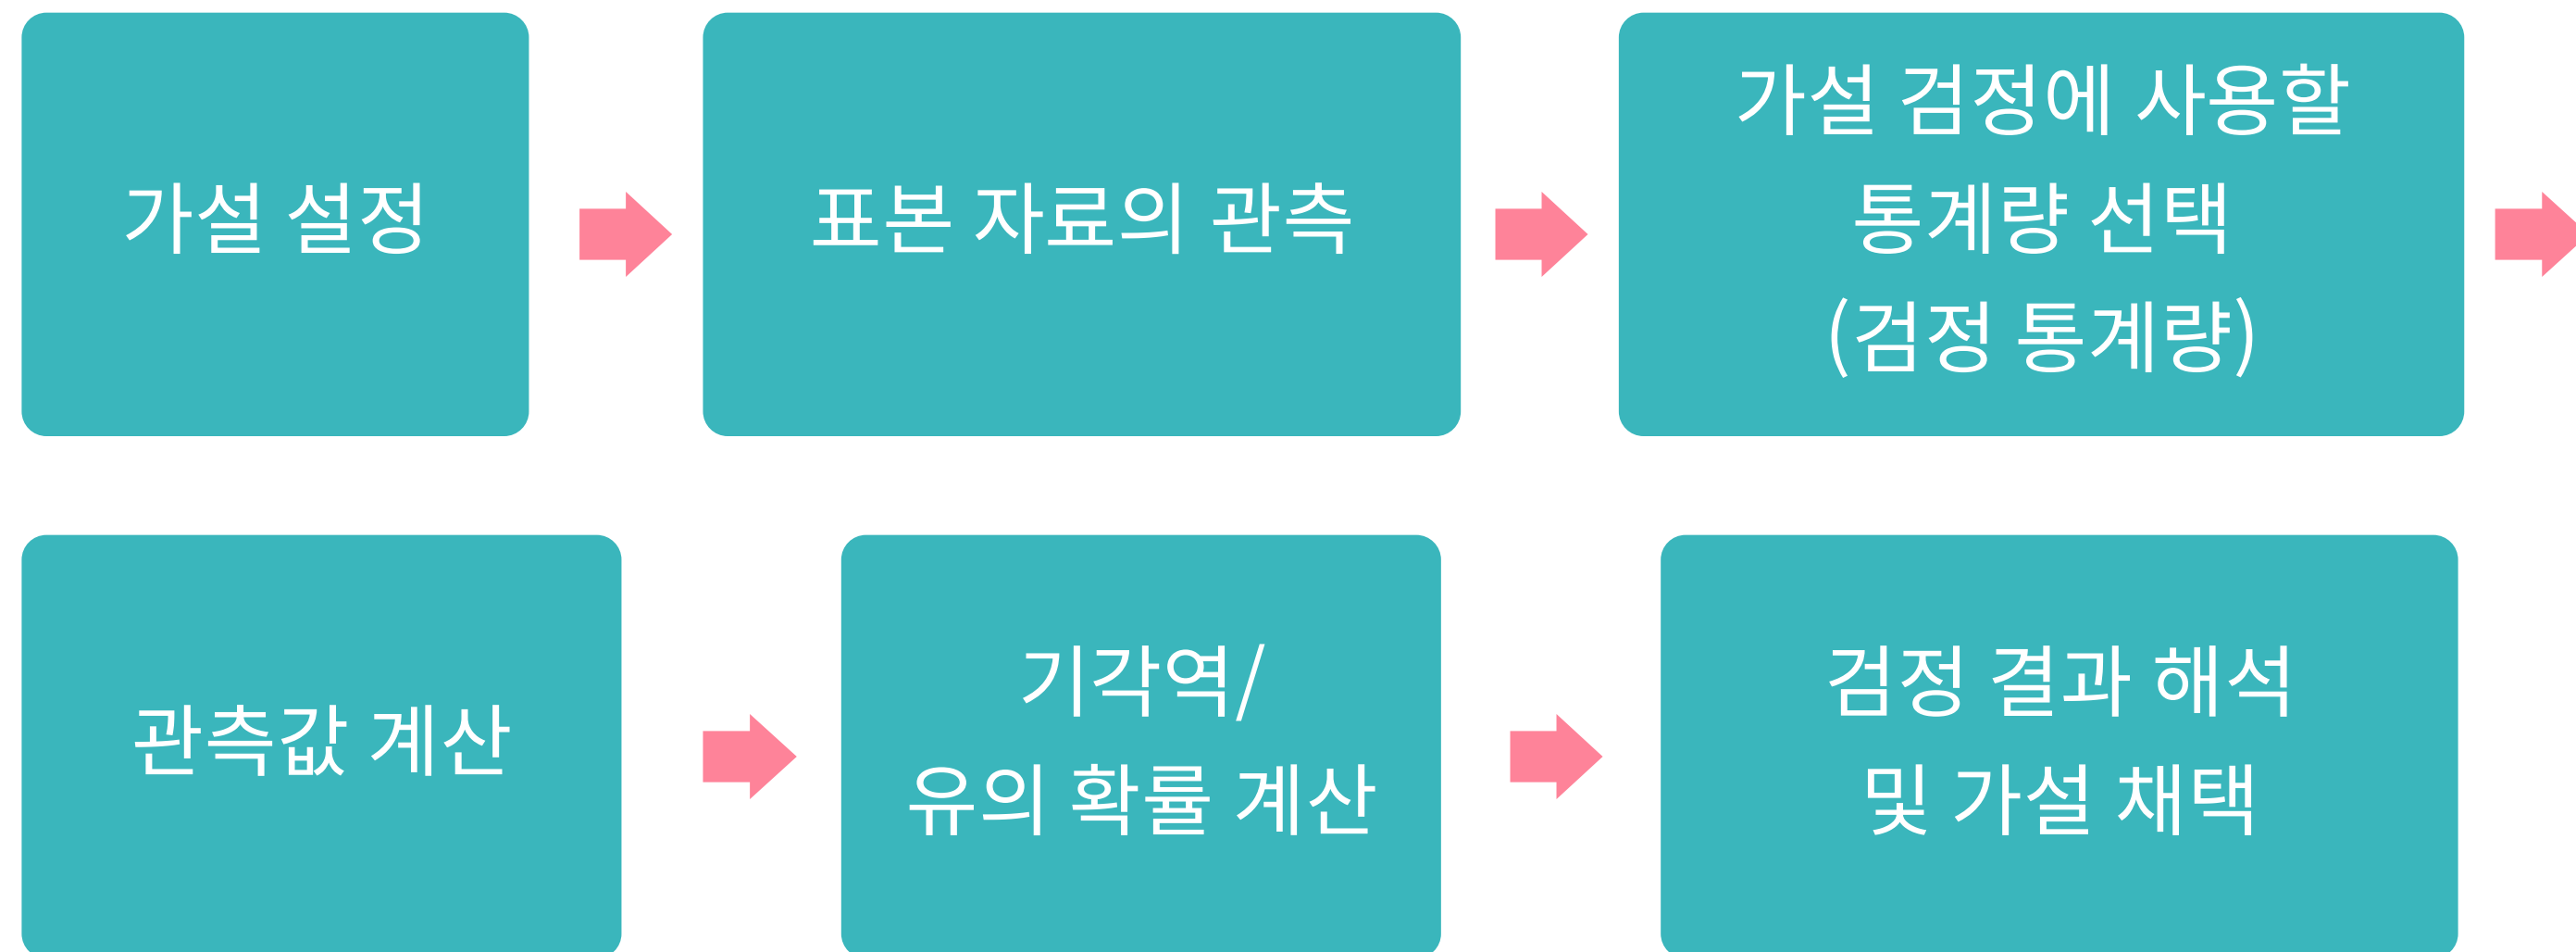 가설 설정
표본 자료의 관측
가설 검정에 사용할
통계량 선택
(검정 통계량)
관측값 계산
기각역/
유의 확률 계산
검정 결과 해석
및 가설 채택